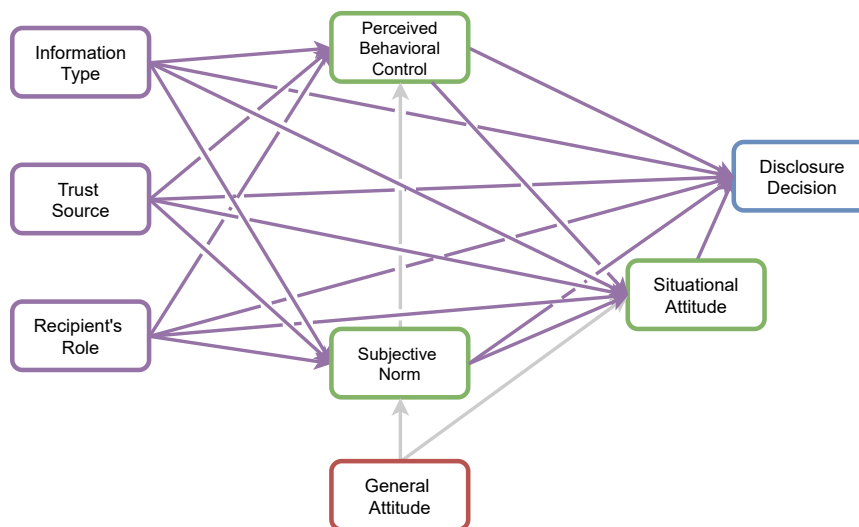 Information
Type
Perceived
Behavioral
Control
Trust
Source
Disclosure
Decision
Recipient's
Role
Situational
Attitude
Subjective
Norm
General
Attitude